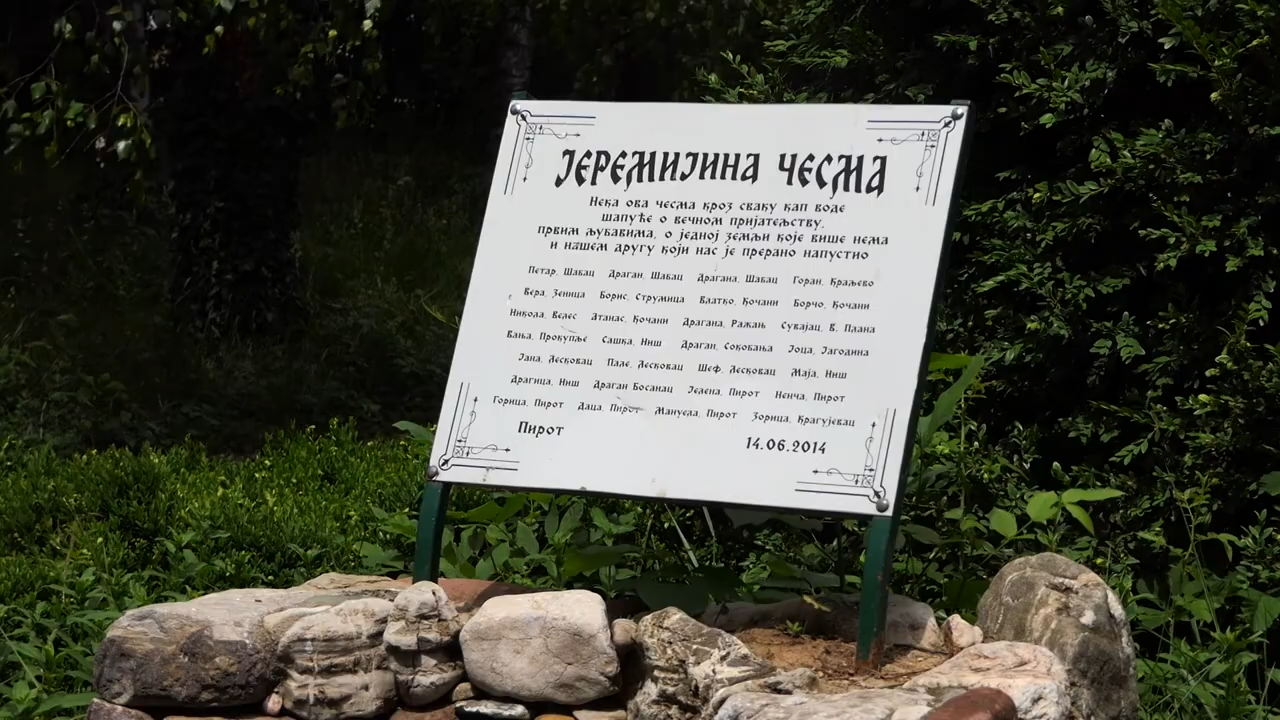 ЈЕРЕМИЈИНА ЧЕСМА
Нека ова чесма кроз сваку кап воде
шапуће о вечном пријатељству,
првим љубавима, о једној земљи које више нема
и нашем другу који нас је прерано напустио
Петар, Шабац Драган, Шабац Драгана, Шабац Горан, Краљево
Вера, Зеница Борис, Струмица Влатко, Кочани Борчо, Кочани
Никола, Велес Атанас, Кочани Драгана, Ражањ Сувајац, В. Плана
Вања, Прокупље Сашка, Ниш Драган, Сокобања Јоца, Јагодина
Јана, Лесковац Пале, Лесковац Шеф, Лесковац Маја, Ниш
Драгица, Ниш Драган Босанац Јелена, Пирот Ненча, Пирот
Горица, Пирот Даца, Пирот Мануела, Пирот Зорица, Крагујевац
Пирот 14.06.2014